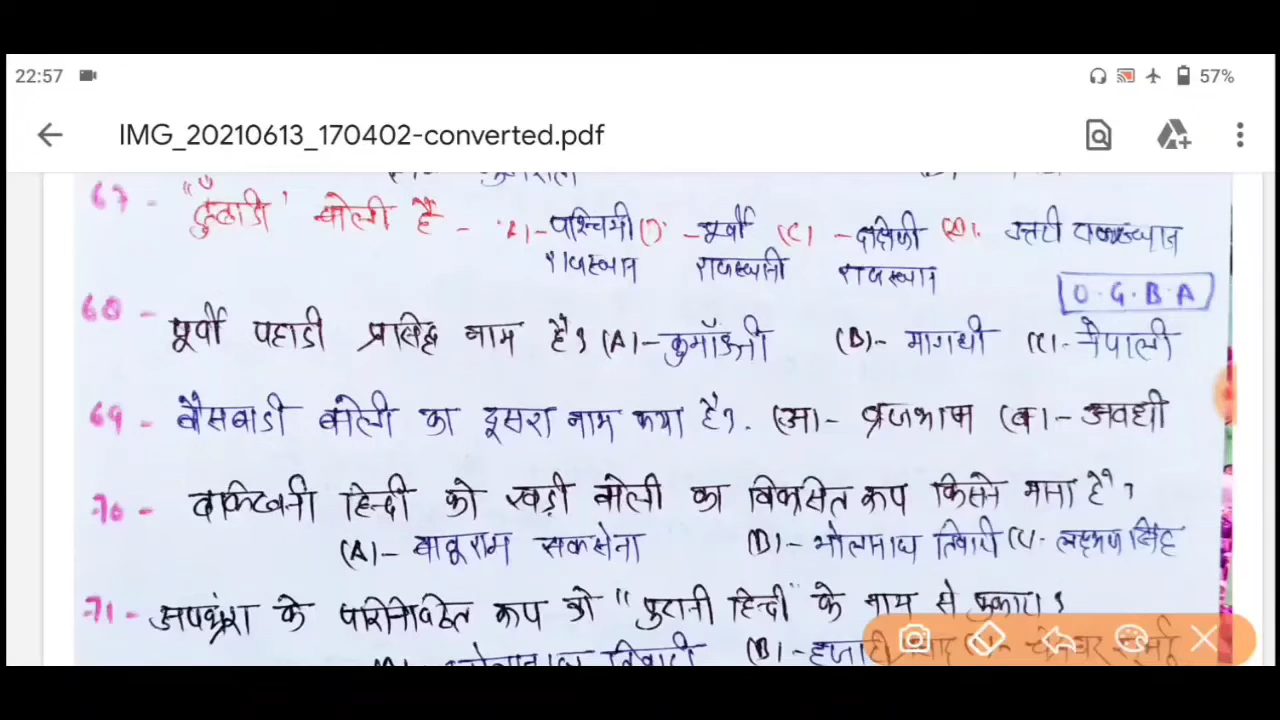 22:57 57%
IMG_20210613_170402-converted.pdf
67 - "ढुंढाडी" बोली है - (A) - पश्चिमी - पूर्वी (C) - दक्षिणी (D). उत्तरी राजस्थान
राजस्थान राजस्थानी राजस्थान
O.G.B.A
68 - पूर्वी पहाडी प्रसिद्ध नाम है? (A) - कुमाँऊनी (B) - मागधी (C). नेपाली
69 - वैसवाडी बोली का दूसरा नाम क्या है?. (अ) - ब्रजभाषा (ब) - अवधी
70 - दक्खिनी हिन्दी को खड़ी बोली का विकसित रूप किसने माना है?
(A) - बाबूराम सक्सेना (B) - भोलानाथ तिवारी (C) - लक्ष्मण सिंह
71 - अपभ्रंश के परिनिष्ठित रूप को "पुरानी हिन्दी" के नाम से पुकारा?
तिवारी (B) -